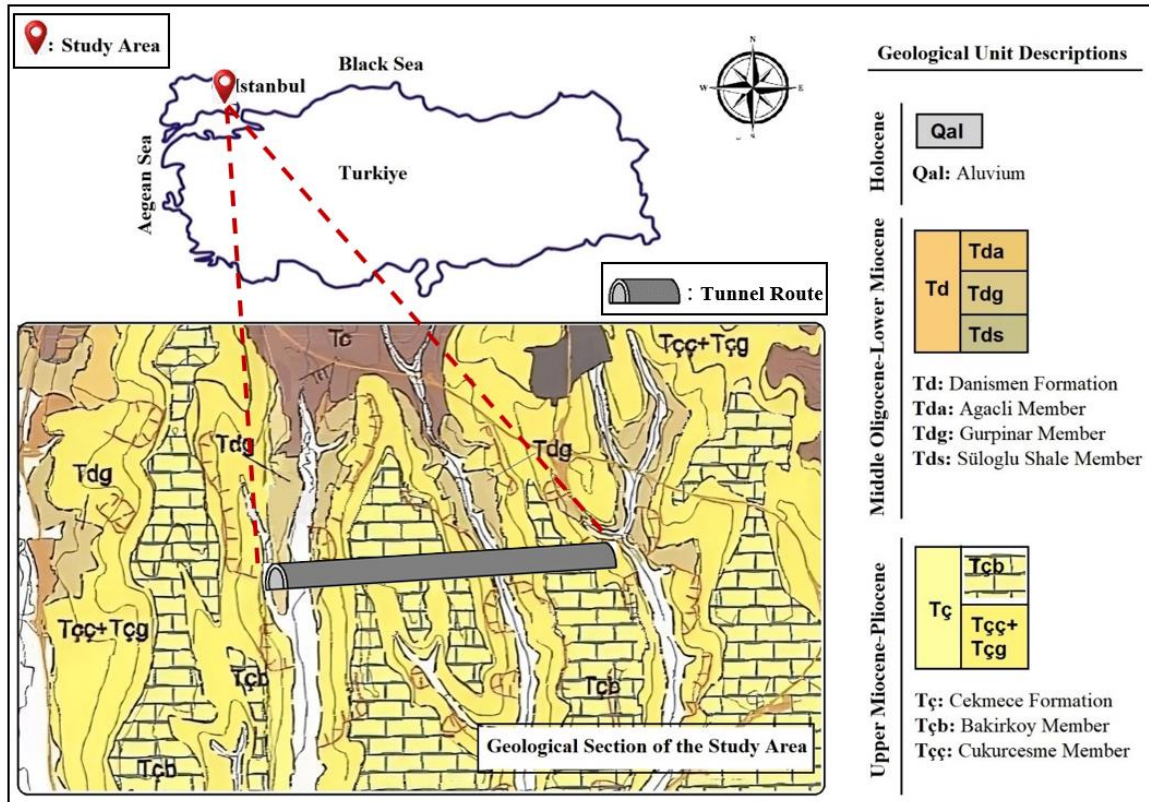 : Study Area
Black Sea
Istanbul
Aegean Sea
Turkiye
N
W
E
S
: Tunnel Route
Tc
Tçç+Tçg
Tdg
Tdg
Tdg
Tçç+Tçg
Tçb
Tçb
Tçb
Geological Section of the Study Area
Geological Unit Descriptions
Holocene
Qal
Qal: Aluvium
Middle Oligocene-Lower Miocene
Td
Tda
Tdg
Tds
Td: Danismen Formation
Tda: Agacli Member
Tdg: Gurpinar Member
Tds: Süloglu Shale Member
Upper Miocene-Pliocene
Tç
Tçb
Tçç+
Tçg
Tç: Cekmece Formation
Tçb: Bakirkoy Member
Tçç: Cukurcesme Member